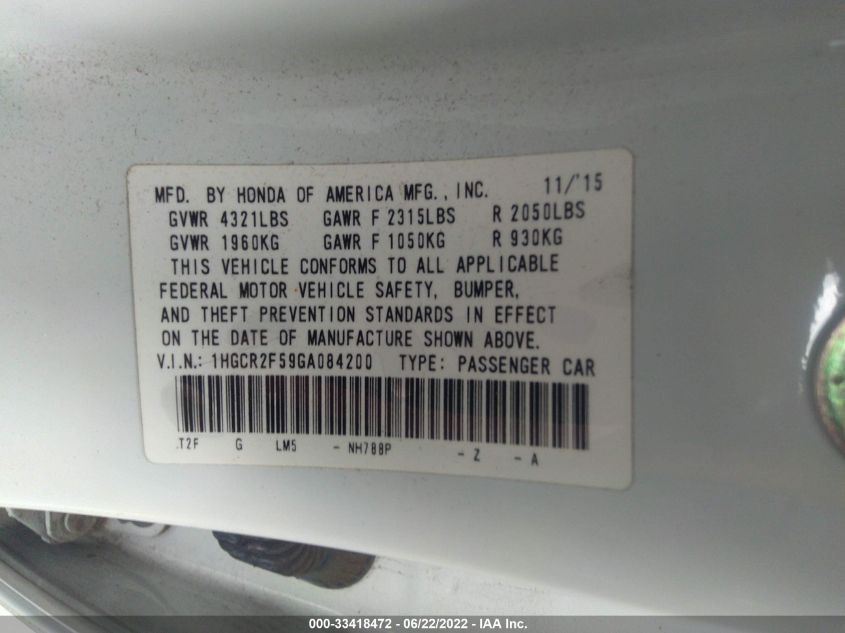 MFD. BY HONDA OF AMERICA MFG., INC. 11/'15
GVWR 4321LBS GAWR F 2315LBS R 2050LBS
GVWR 1960KG GAWR F 1050KG R 930KG
THIS VEHICLE CONFORMS TO ALL APPLICABLE
FEDERAL MOTOR VEHICLE SAFETY, BUMPER,
AND THEFT PREVENTION STANDARDS IN EFFECT
ON THE DATE OF MANUFACTURE SHOWN ABOVE.
V.I.N.: 1HGCR2F59GA084200 TYPE: PASSENGER CAR
T2F G LM5 - NH788P - Z - A
000-33418472 - 06/22/2022 - IAA Inc.